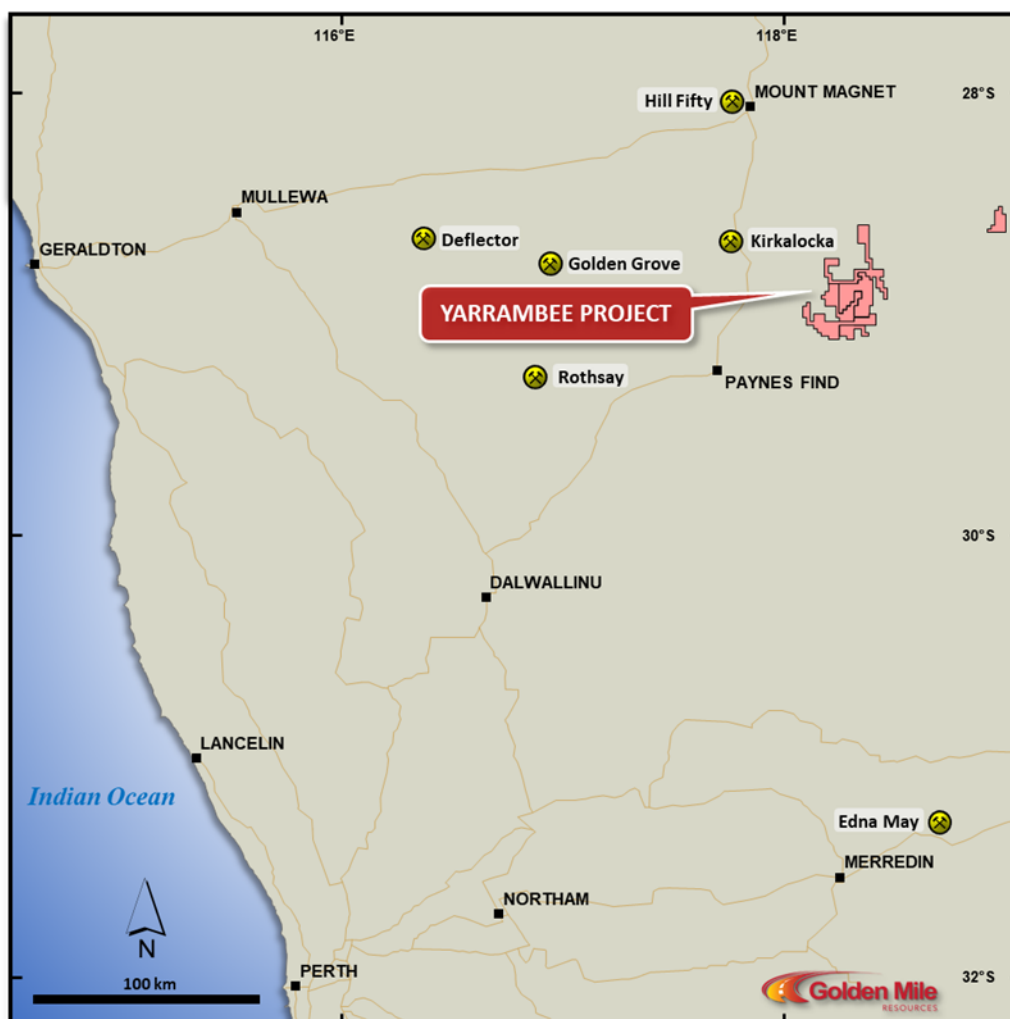 116°E
118°E
Hill Fifty
MOUNT MAGNET
28°S
MULLEWA
Deflector
Kirkalocka
GERALDTON
Golden Grove
YARRAMBEE PROJECT
Rothsay
PAYNES FIND
30°S
DALWALLINU
LANCELIN
Indian Ocean
Edna May
MERREDIN
NORTHAM
N
PERTH
100 km
32°S
Golden Mile
RESOURCES